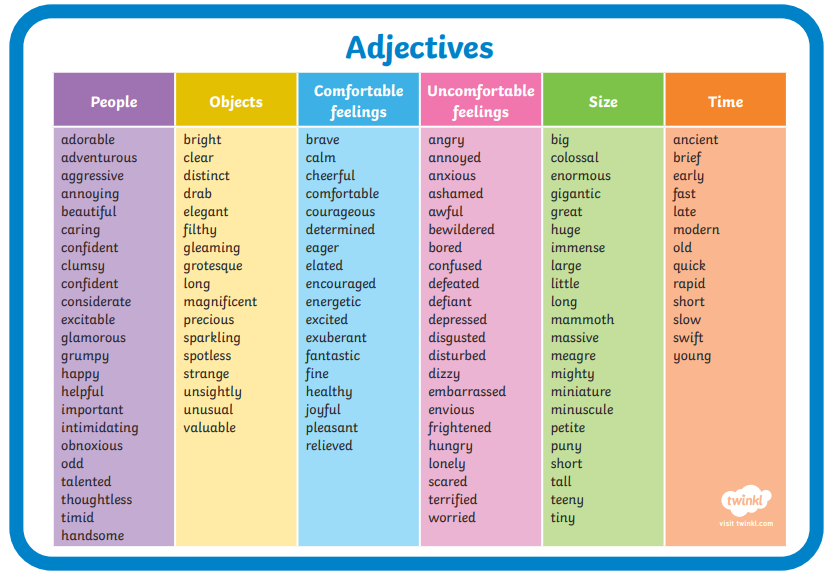 Adjectives
People
adorable
adventurous
aggressive
annoying
beautiful
caring
confident
clumsy
confident
considerate
excitable
glamorous
grumpy
happy
helpful
important
intimidating
obnoxious
odd
talented
thoughtless
timid
handsome
Objects
bright
clear
distinct
drab
elegant
filthy
gleaming
grotesque
long
magnificent
precious
sparkling
spotless
strange
unsightly
unusual
valuable
Comfortable
feelings
brave
calm
cheerful
comfortable
courageous
determined
eager
elated
encouraged
energetic
excited
exuberant
fantastic
fine
healthy
joyful
pleasant
relieved
Uncomfortable
feelings
angry
annoyed
anxious
ashamed
awful
bewildered
bored
confused
defeated
defiant
depressed
disgusted
disturbed
dizzy
embarrassed
envious
frightened
hungry
lonely
scared
terrified
worried
Size
big
colossal
enormous
gigantic
great
huge
immense
large
little
long
mammoth
massive
meagre
mighty
miniature
minuscule
petite
puny
short
tall
teeny
tiny
Time
ancient
brief
early
fast
late
modern
old
quick
rapid
short
slow
swift
young
twinkl
visit twinkl.com